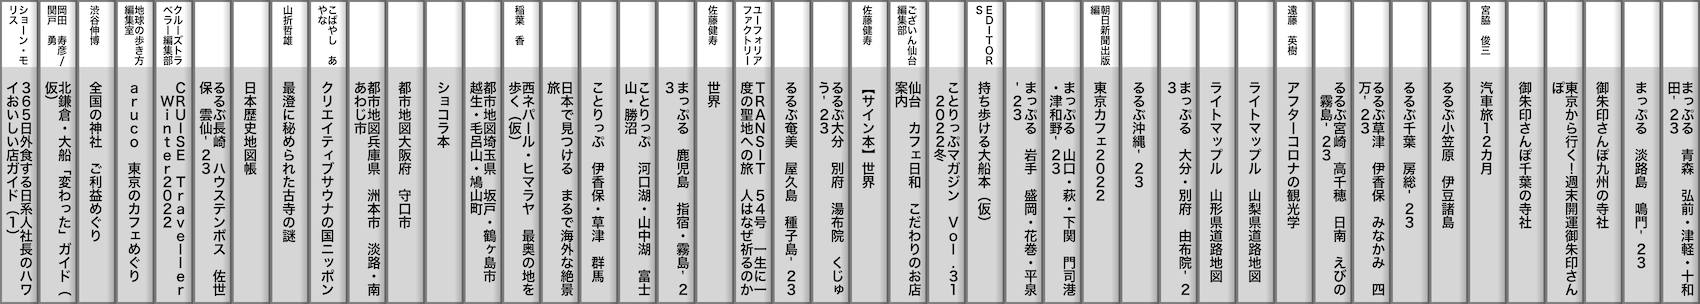 まっぷる　青森　弘前・津軽・十和
田'23
まっぷる　淡路島　鳴門'23
御朱印さんぽ九州の寺社
東京から行く!週末開運御朱印さん
ぽ
御朱印さんぽ千葉の寺社
宮脇　俊三
汽車旅12カ月
るるぶ小笠原　伊豆諸島
るるぶ千葉　房総'23
るるぶ草津　伊香保　みなかみ　四
万'23
るるぶ宮崎　高千穂　日南　えびの
霧島'23
遠藤　英樹
アフターコロナの観光学
ライトマップル　山梨県道路地図
ライトマップル　山形県道路地図
まっぷる　大分・別府　由布院'2
3
るるぶ沖縄'23
朝日新聞出版
編
東京カフェ2022
まっぷる　山口・萩・下関　門司港
・津和野'23
まっぷる　岩手　盛岡・花巻・平泉
'23
EDITOR
S
持ち歩ける大船本(仮)
ことりっぷマガジン　Vol.31
2022冬
ございん仙台
編集部
仙台　カフェ日和　こだわりのお店
案内
佐藤健寿
【サイン本】世界
るるぶ大分　別府　湯布院　くじゅ
う'23
るるぶ奄美　屋久島　種子島'23
ユーフォリア
ファクトリー
TRANSIT　54号　一生に一
度の聖地への旅　人はなぜ祈るのか
佐藤健寿
世界
まっぷる　鹿児島　指宿・霧島'2
3
ことりっぷ　河口湖・山中湖　富士
山・勝沼
ことりっぷ　伊香保・草津　群馬
日本で見つける　まるで海外な絶景
旅
稲葉　香
西ネパール・ヒマラヤ　最奥の地を
歩く(仮)
都市地図埼玉県　坂戸・鶴ヶ島市
越生・毛呂山・鳩山町
ショコラ本
都市地図大阪府　守口市
都市地図兵庫県　洲本市　淡路・南
あわじ市
こばやし　あ
やな
クリエイティブサウナの国ニッポン
山折哲雄
最澄に秘められた古寺の謎
日本歴史地図帳
るるぶ長崎　ハウステンボス　佐世
保　雲仙'23
クルーズトラ
ベラー編集部
CRUISE　Traveller
Winter2022
地球の歩き方
編集室
aruco　東京のカフェめぐり
渋谷伸博
全国の神社　ご利益めぐり
岡田　寿彦/
関戸　勇
北鎌倉・大船「変わった」ガイド(
仮)
ショーン・モ
リス
365日外食する日系人社長のハワ
イおいしい店ガイド(1)